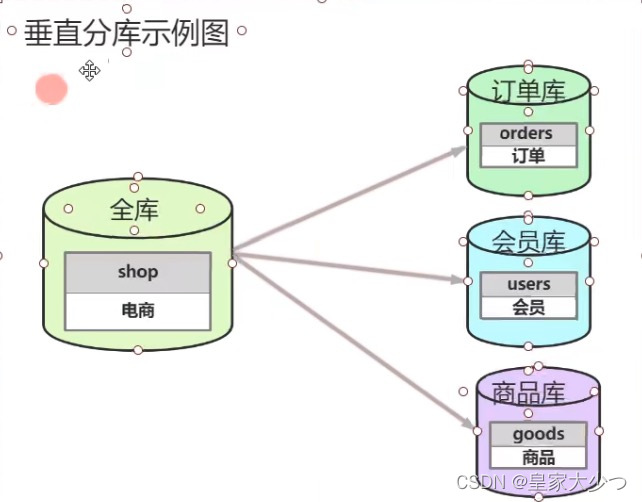 垂直分库示例图
全库
shop
电商
订单库
orders
订单
会员库
users
会员
商品库
goods
商品
CSDN @皇家大少つ